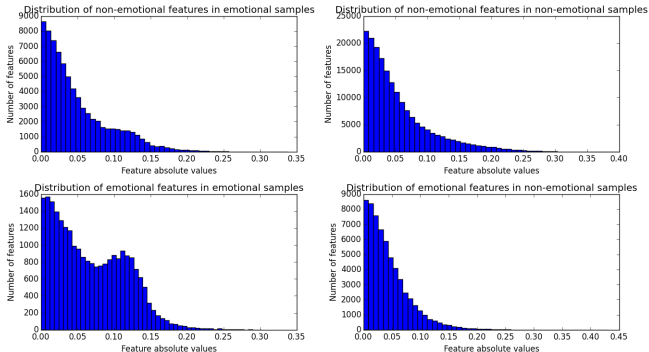 Distribution of non-emotional features in emotional samples
9000
8000
7000
6000
5000
4000
3000
2000
1000
0
0.00 0.05 0.10 0.15 0.20 0.25 0.30 0.35
Number of features
Feature absolute values
Distribution of non-emotional features in non-emotional samples
25000
20000
15000
10000
5000
0
0.00 0.05 0.10 0.15 0.20 0.25 0.30 0.35 0.40
Number of features
Feature absolute values
Distribution of emotional features in emotional samples
1600
1400
1200
1000
800
600
400
200
0
0.00 0.05 0.10 0.15 0.20 0.25 0.30 0.35
Number of features
Feature absolute values
Distribution of emotional features in non-emotional samples
9000
8000
7000
6000
5000
4000
3000
2000
1000
0
0.00 0.05 0.10 0.15 0.20 0.25 0.30 0.35 0.40 0.45
Number of features
Feature absolute values